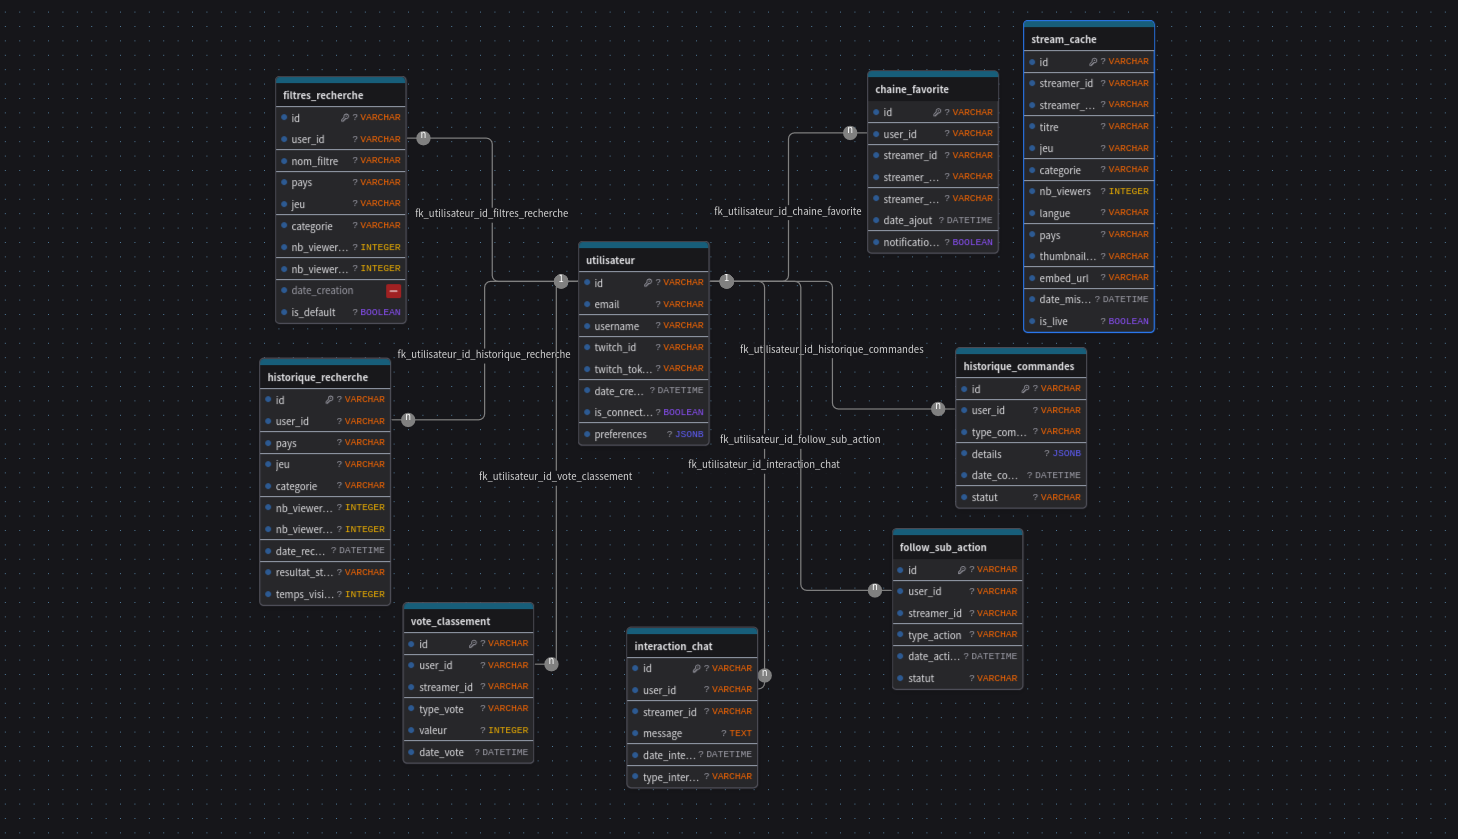 filtres_recherche
id ? VARCHAR
user_id ? VARCHAR
nom_filtre ? VARCHAR
pays ? VARCHAR
jeu ? VARCHAR
categorie ? VARCHAR
nb_viewer... ? INTEGER
nb_viewer... ? INTEGER
date_creation
is_default ? BOOLEAN
n
fk_utilisateur_id_filtres_recherche
historique_recherche
id ? VARCHAR
user_id ? VARCHAR
pays ? VARCHAR
jeu ? VARCHAR
categorie ? VARCHAR
nb_viewer... ? INTEGER
nb_viewer... ? INTEGER
date_rec... ? DATETIME
resultat_st... ? VARCHAR
temps_visi... ? INTEGER
n
fk_utilisateur_id_historique_recherche
vote_classement
id ? VARCHAR
user_id ? VARCHAR
streamer_id ? VARCHAR
type_vote ? VARCHAR
valeur ? INTEGER
date_vote ? DATETIME
n
fk_utilisateur_id_vote_classement
1
utilisateur
id ? VARCHAR
email ? VARCHAR
username ? VARCHAR
twitch_id ? VARCHAR
twitch_tok... ? VARCHAR
date_cre... ? DATETIME
is_connect... ? BOOLEAN
preferences ? JSONB
1
interaction_chat
id ? VARCHAR
user_id ? VARCHAR
streamer_id ? VARCHAR
message ? TEXT
date_inte... ? DATETIME
type_inter... ? VARCHAR
n
fk_utilisateur_id_interaction_chat
fk_utilisateur_id_chaine_favorite
n
chaine_favorite
id ? VARCHAR
user_id ? VARCHAR
streamer_id ? VARCHAR
streamer_... ? VARCHAR
streamer_... ? VARCHAR
date_ajout ? DATETIME
notificatio... ? BOOLEAN
stream_cache
id ? VARCHAR
streamer_id ? VARCHAR
streamer_... ? VARCHAR
titre ? VARCHAR
jeu ? VARCHAR
categorie ? VARCHAR
nb_viewers ? INTEGER
langue ? VARCHAR
pays ? VARCHAR
thumbnail... ? VARCHAR
embed_url ? VARCHAR
date_mis... ? DATETIME
is_live ? BOOLEAN
fk_utilisateur_id_historique_commandes
n
historique_commandes
id ? VARCHAR
user_id ? VARCHAR
type_com... ? VARCHAR
details ? JSONB
date_co... ? DATETIME
statut ? VARCHAR
fk_utilisateur_id_follow_sub_action
n
follow_sub_action
id ? VARCHAR
user_id ? VARCHAR
streamer_id ? VARCHAR
type_action ? VARCHAR
date_acti... ? DATETIME
statut ? VARCHAR